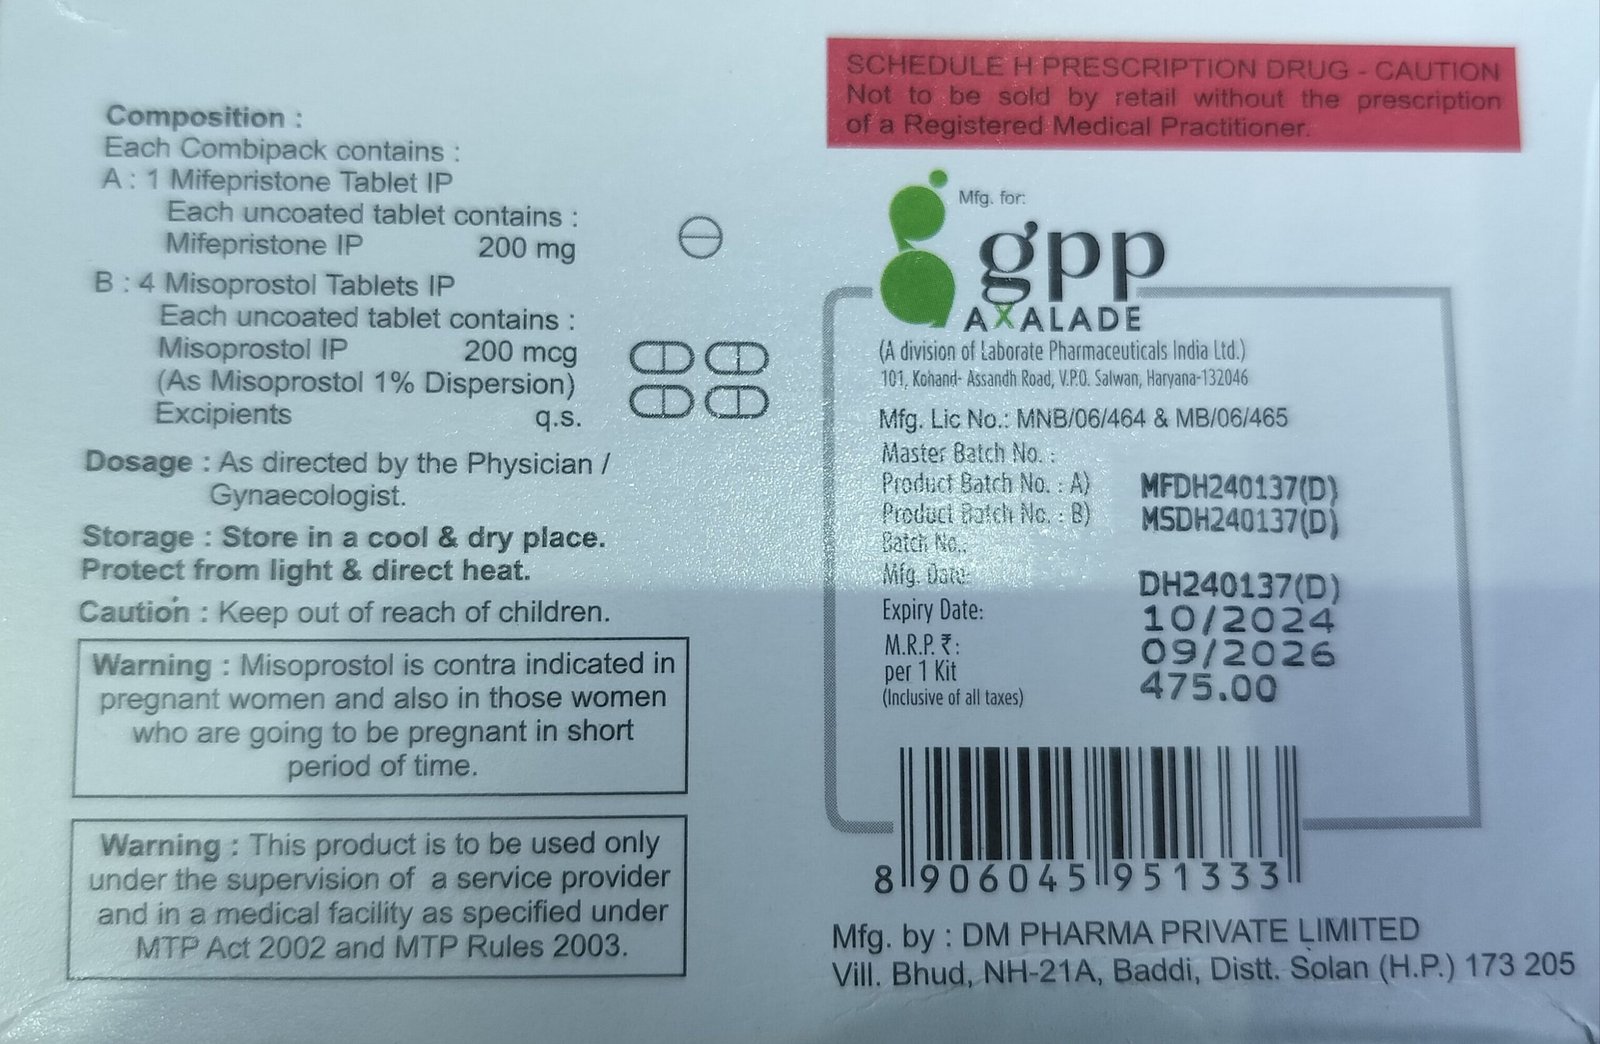 Composition :
Each Combipack contains :
A : 1 Mifepristone Tablet IP
Each uncoated tablet contains :
Mifepristone IP 200 mg
B : 4 Misoprostol Tablets IP
Each uncoated tablet contains :
Misoprostol IP 200 mcg
(As Misoprostol 1% Dispersion)
Excipients q.s.
Dosage : As directed by the Physician /
Gynaecologist.
Storage : Store in a cool & dry place.
Protect from light & direct heat.
Caution : Keep out of reach of children.
Warning : Misoprostol is contra indicated in
pregnant women and also in those women
who are going to be pregnant in short
period of time.
Warning : This product is to be used only
under the supervision of a service provider
and in a medical facility as specified under
MTP Act 2002 and MTP Rules 2003.
SCHEDULE H PRESCRIPTION DRUG - CAUTION
Not to be sold by retail without the prescription
of a Registered Medical Practitioner.
Mfg. for:
gpp
AXALADE
(A division of Laborate Pharmaceuticals India Ltd.)
101, Kohand- Assandh Road, V.P.O. Salwan, Haryana-132046
Mfg. Lic No.: MNB/06/464 & MB/06/465
Master Batch No. :
Product Batch No. : A) MFDH240137(D)
Product Batch No. : B) MSDH240137(D)
Batch No.:
Mfg. Date: DH240137(D)
Expiry Date: 10/2024
M.R.P. ₹: 09/2026
per 1 Kit 475.00
(Inclusive of all taxes)
8 906045 951333
Mfg. by : DM PHARMA PRIVATE LIMITED
Vill. Bhud, NH-21A, Baddi, Distt. Solan (H.P.) 173 205